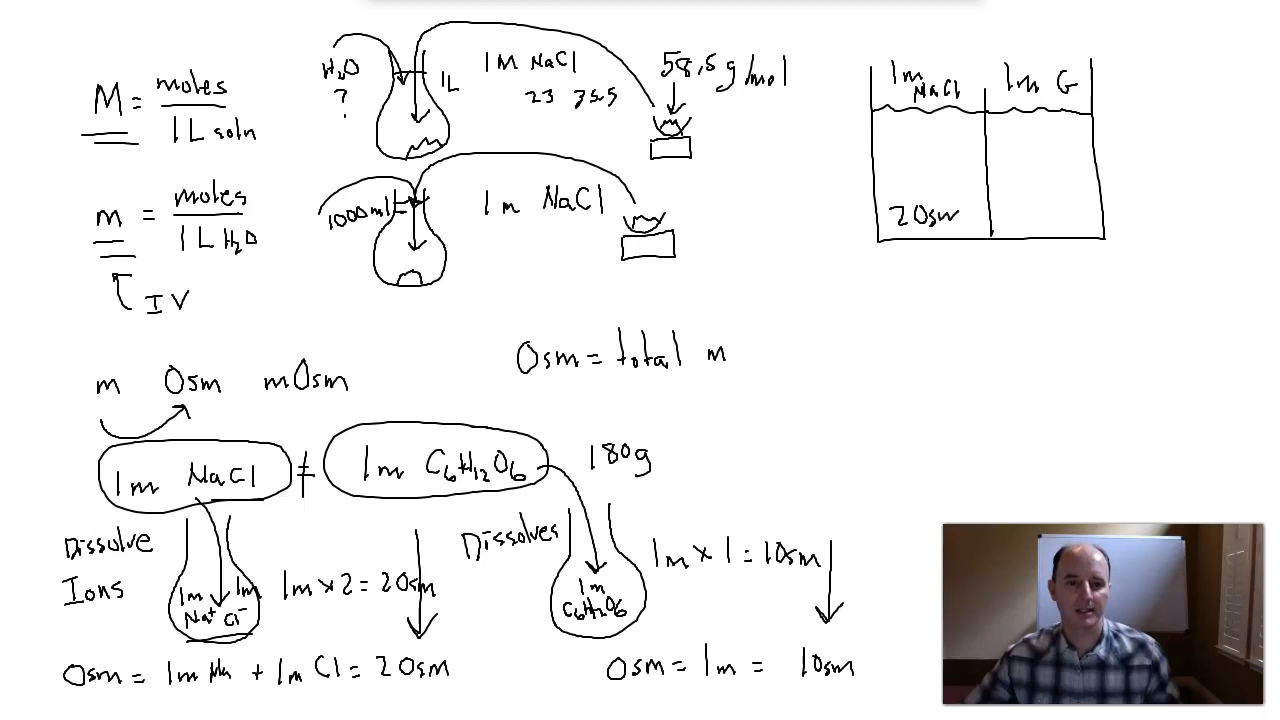 M = moles / 1 L soln
H₂O
?
1L
1M NaCl
23 35.5
58.5 g/mol
m = moles / 1 L H₂O
IV
1000ml
1m NaCl
1m NaCl
1m G
2 Osm
Osm = total m
m Osm mOsm
1m NaCl ≠ 1m C₆H₁₂O₆ 180g
Dissolve
Ions
1m 1m
Na⁺ Cl⁻
1m x 2 = 2 Osm
Dissolves
1m
C₆H₁₂O₆
1m x 1 = 1 Osm
Osm = 1m Na + 1m Cl = 2 Osm
Osm = 1m = 1 Osm